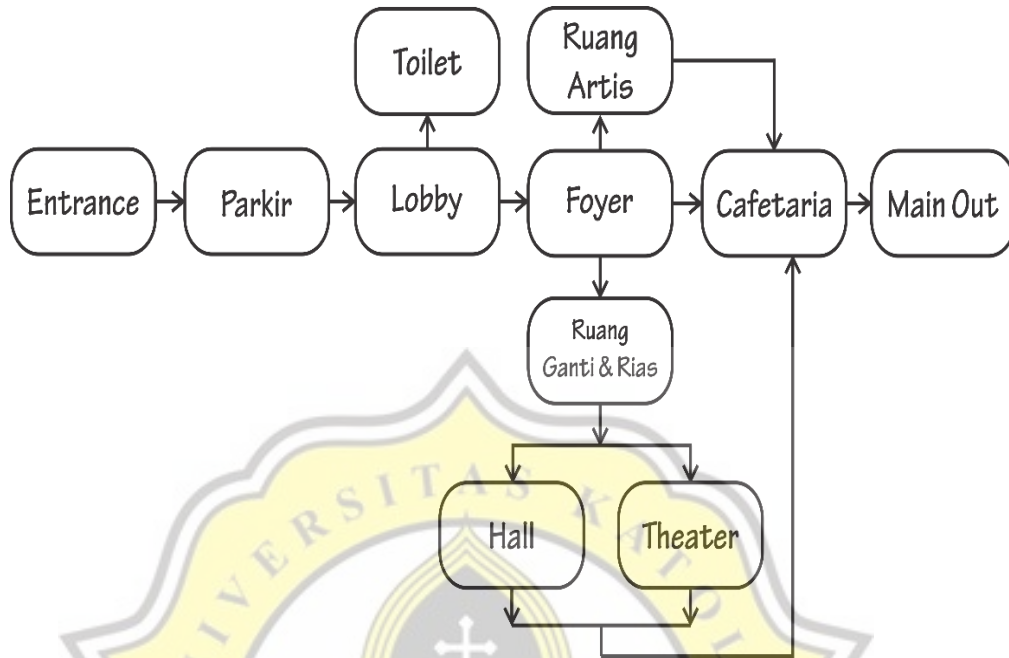 Toilet
Ruang
Artis
Entrance
Parkir
Lobby
Foyer
Cafetaria
Main Out
Ruang
Ganti & Rias
Hall
Theater